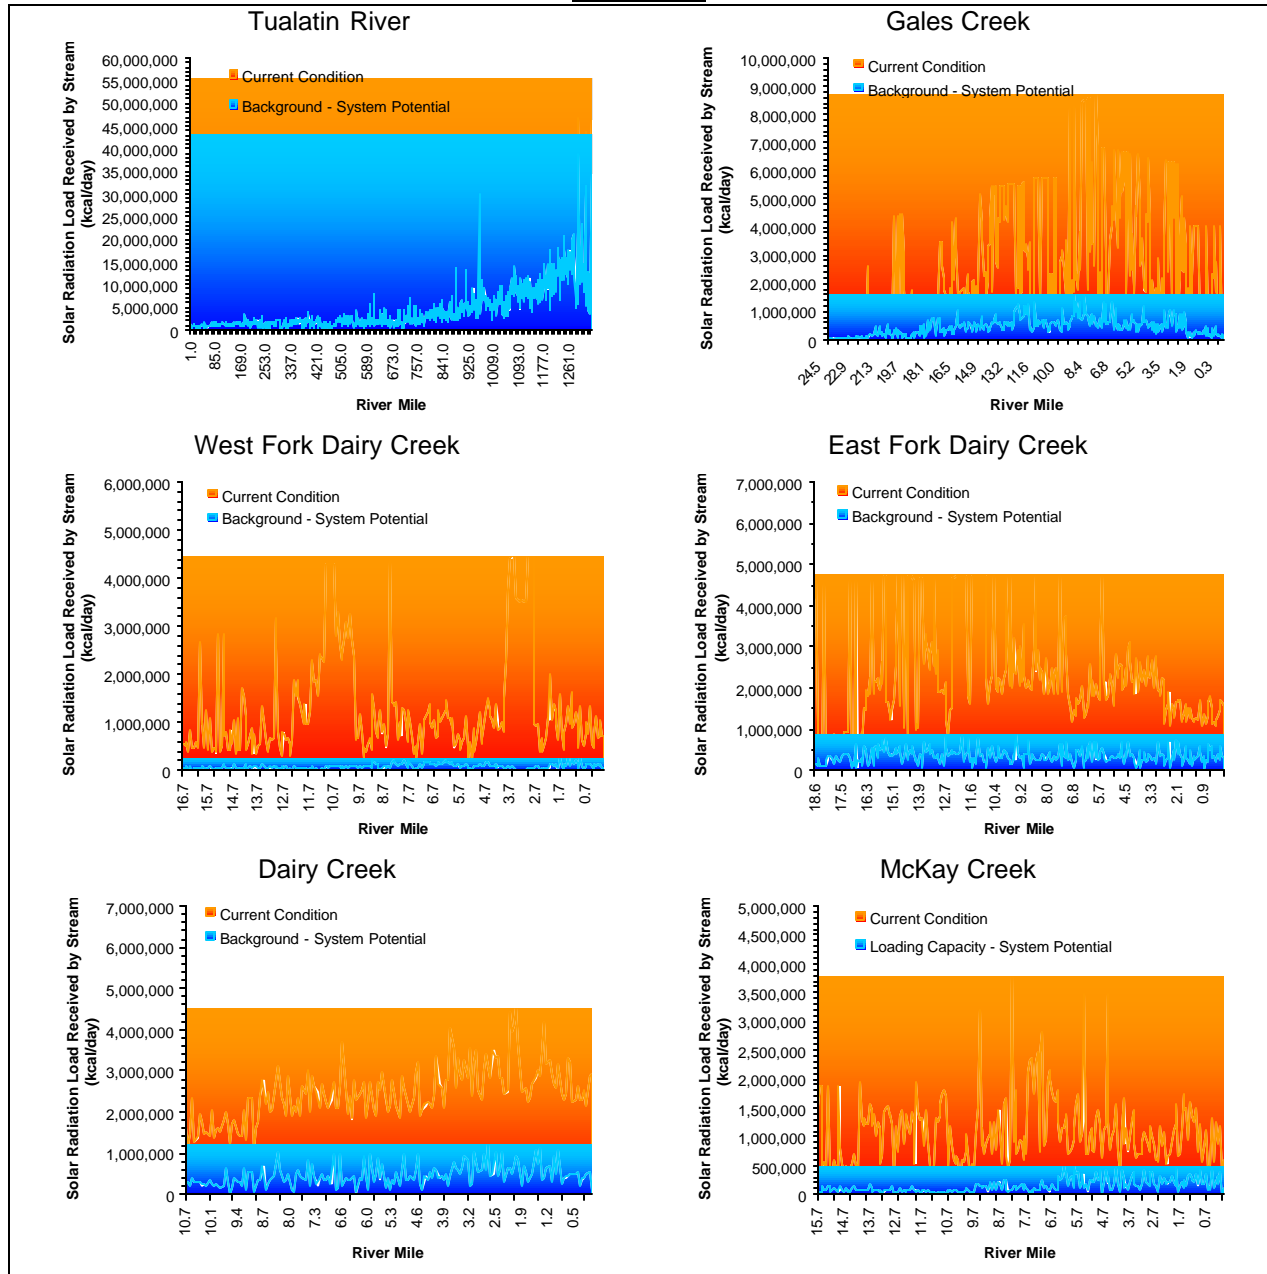 Tualatin River
Solar Radiation Load Received by Stream
(kcal/day)
60,000,000
55,000,000
50,000,000
45,000,000
40,000,000
35,000,000
30,000,000
25,000,000
20,000,000
15,000,000
10,000,000
5,000,000
0
Current Condition
Background - System Potential
1.0 85.0 169.0 253.0 337.0 421.0 505.0 589.0 673.0 757.0 841.0 925.0 1009.0 1093.0 1177.0 1261.0
River Mile
Gales Creek
Solar Radiation Load Received by Stream
(kcal/day)
10,000,000
9,000,000
8,000,000
7,000,000
6,000,000
5,000,000
4,000,000
3,000,000
2,000,000
1,000,000
0
Current Condition
Background - System Potential
24.5 22.9 21.3 19.7 18.1 16.5 14.9 13.2 11.6 10.0 8.4 6.8 5.2 3.5 1.9 0.3
River Mile
West Fork Dairy Creek
Solar Radiation Load Received by Stream
(kcal/day)
6,000,000
5,000,000
4,000,000
3,000,000
2,000,000
1,000,000
0
Current Condition
Background - System Potential
16.7 15.7 14.7 13.7 12.7 11.7 10.7 9.7 8.7 7.7 6.7 5.7 4.7 3.7 2.7 1.7 0.7
River Mile
East Fork Dairy Creek
Solar Radiation Load Received by Stream
(kcal/day)
7,000,000
6,000,000
5,000,000
4,000,000
3,000,000
2,000,000
1,000,000
0
Current Condition
Background - System Potential
18.6 17.5 16.3 15.1 13.9 12.7 11.6 10.4 9.2 8.0 6.8 5.7 4.5 3.3 2.1 0.9
River Mile
Dairy Creek
Solar Radiation Load Received by Stream
(kcal/day)
7,000,000
6,000,000
5,000,000
4,000,000
3,000,000
2,000,000
1,000,000
0
Current Condition
Background - System Potential
10.7 10.1 9.4 8.7 8.0 7.3 6.6 6.0 5.3 4.6 3.9 3.2 2.5 1.9 1.2 0.5
River Mile
McKay Creek
Solar Radiation Load Received by Stream
(kcal/day)
5,000,000
4,500,000
4,000,000
3,500,000
3,000,000
2,500,000
2,000,000
1,500,000
1,000,000
500,000
0
Current Condition
Loading Capacity - System Potential
15.7 14.7 13.7 12.7 11.7 10.7 9.7 8.7 7.7 6.7 5.7 4.7 3.7 2.7 1.7 0.7
River Mile